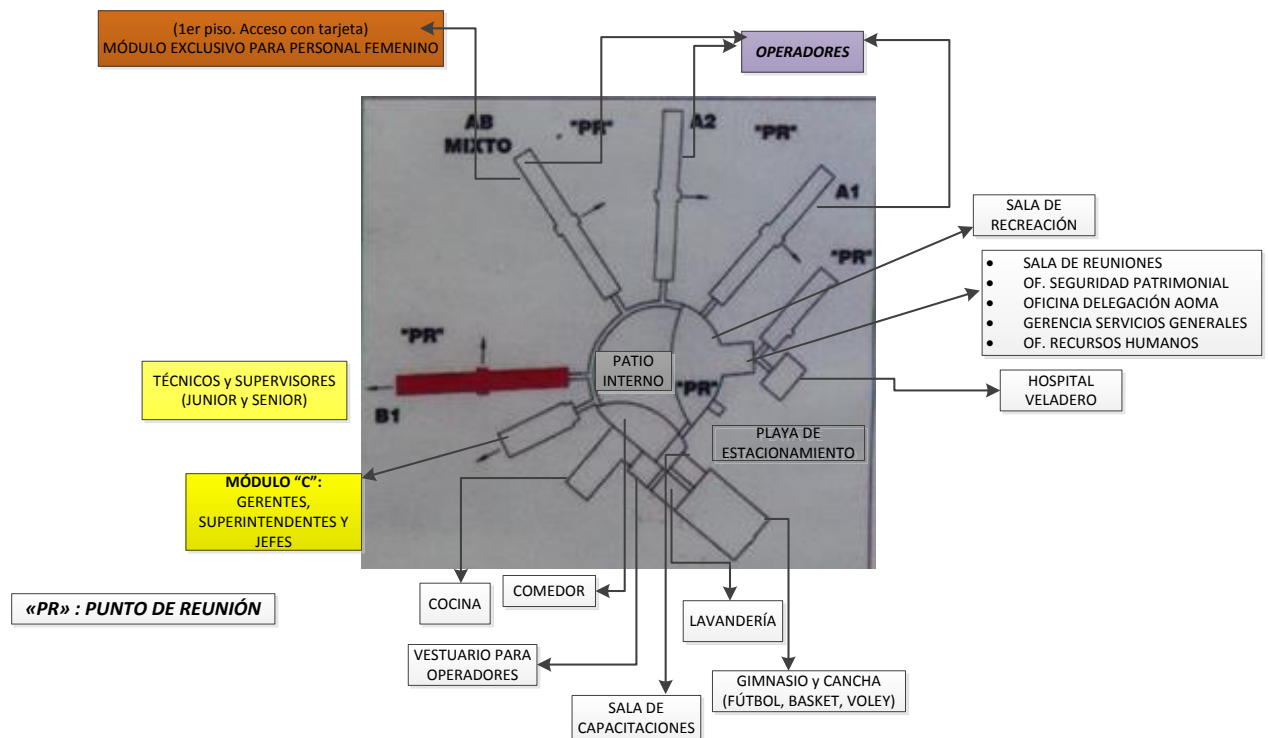 (1er piso. Acceso con tarjeta)
MÓDULO EXCLUSIVO PARA PERSONAL FEMENINO
OPERADORES
AB
MIXTO
"PR"
A2
"PR"
A1
"PR"
SALA DE
RECREACIÓN
• SALA DE REUNIONES
• OF. SEGURIDAD PATRIMONIAL
• OFICINA DELEGACIÓN AOMA
• GERENCIA SERVICIOS GENERALES
• OF. RECURSOS HUMANOS
"PR"
PATIO
INTERNO
"PR"
HOSPITAL
VELADERO
TÉCNICOS y SUPERVISORES
(JUNIOR y SENIOR)
B1
PLAYA DE
ESTACIONAMIENTO
MÓDULO “C”:
GERENTES,
SUPERINTENDENTES Y
JEFES
«PR» : PUNTO DE REUNIÓN
COCINA
COMEDOR
LAVANDERÍA
VESTUARIO PARA
OPERADORES
GIMNASIO y CANCHA
(FÚTBOL, BASKET, VOLEY)
SALA DE
CAPACITACIONES